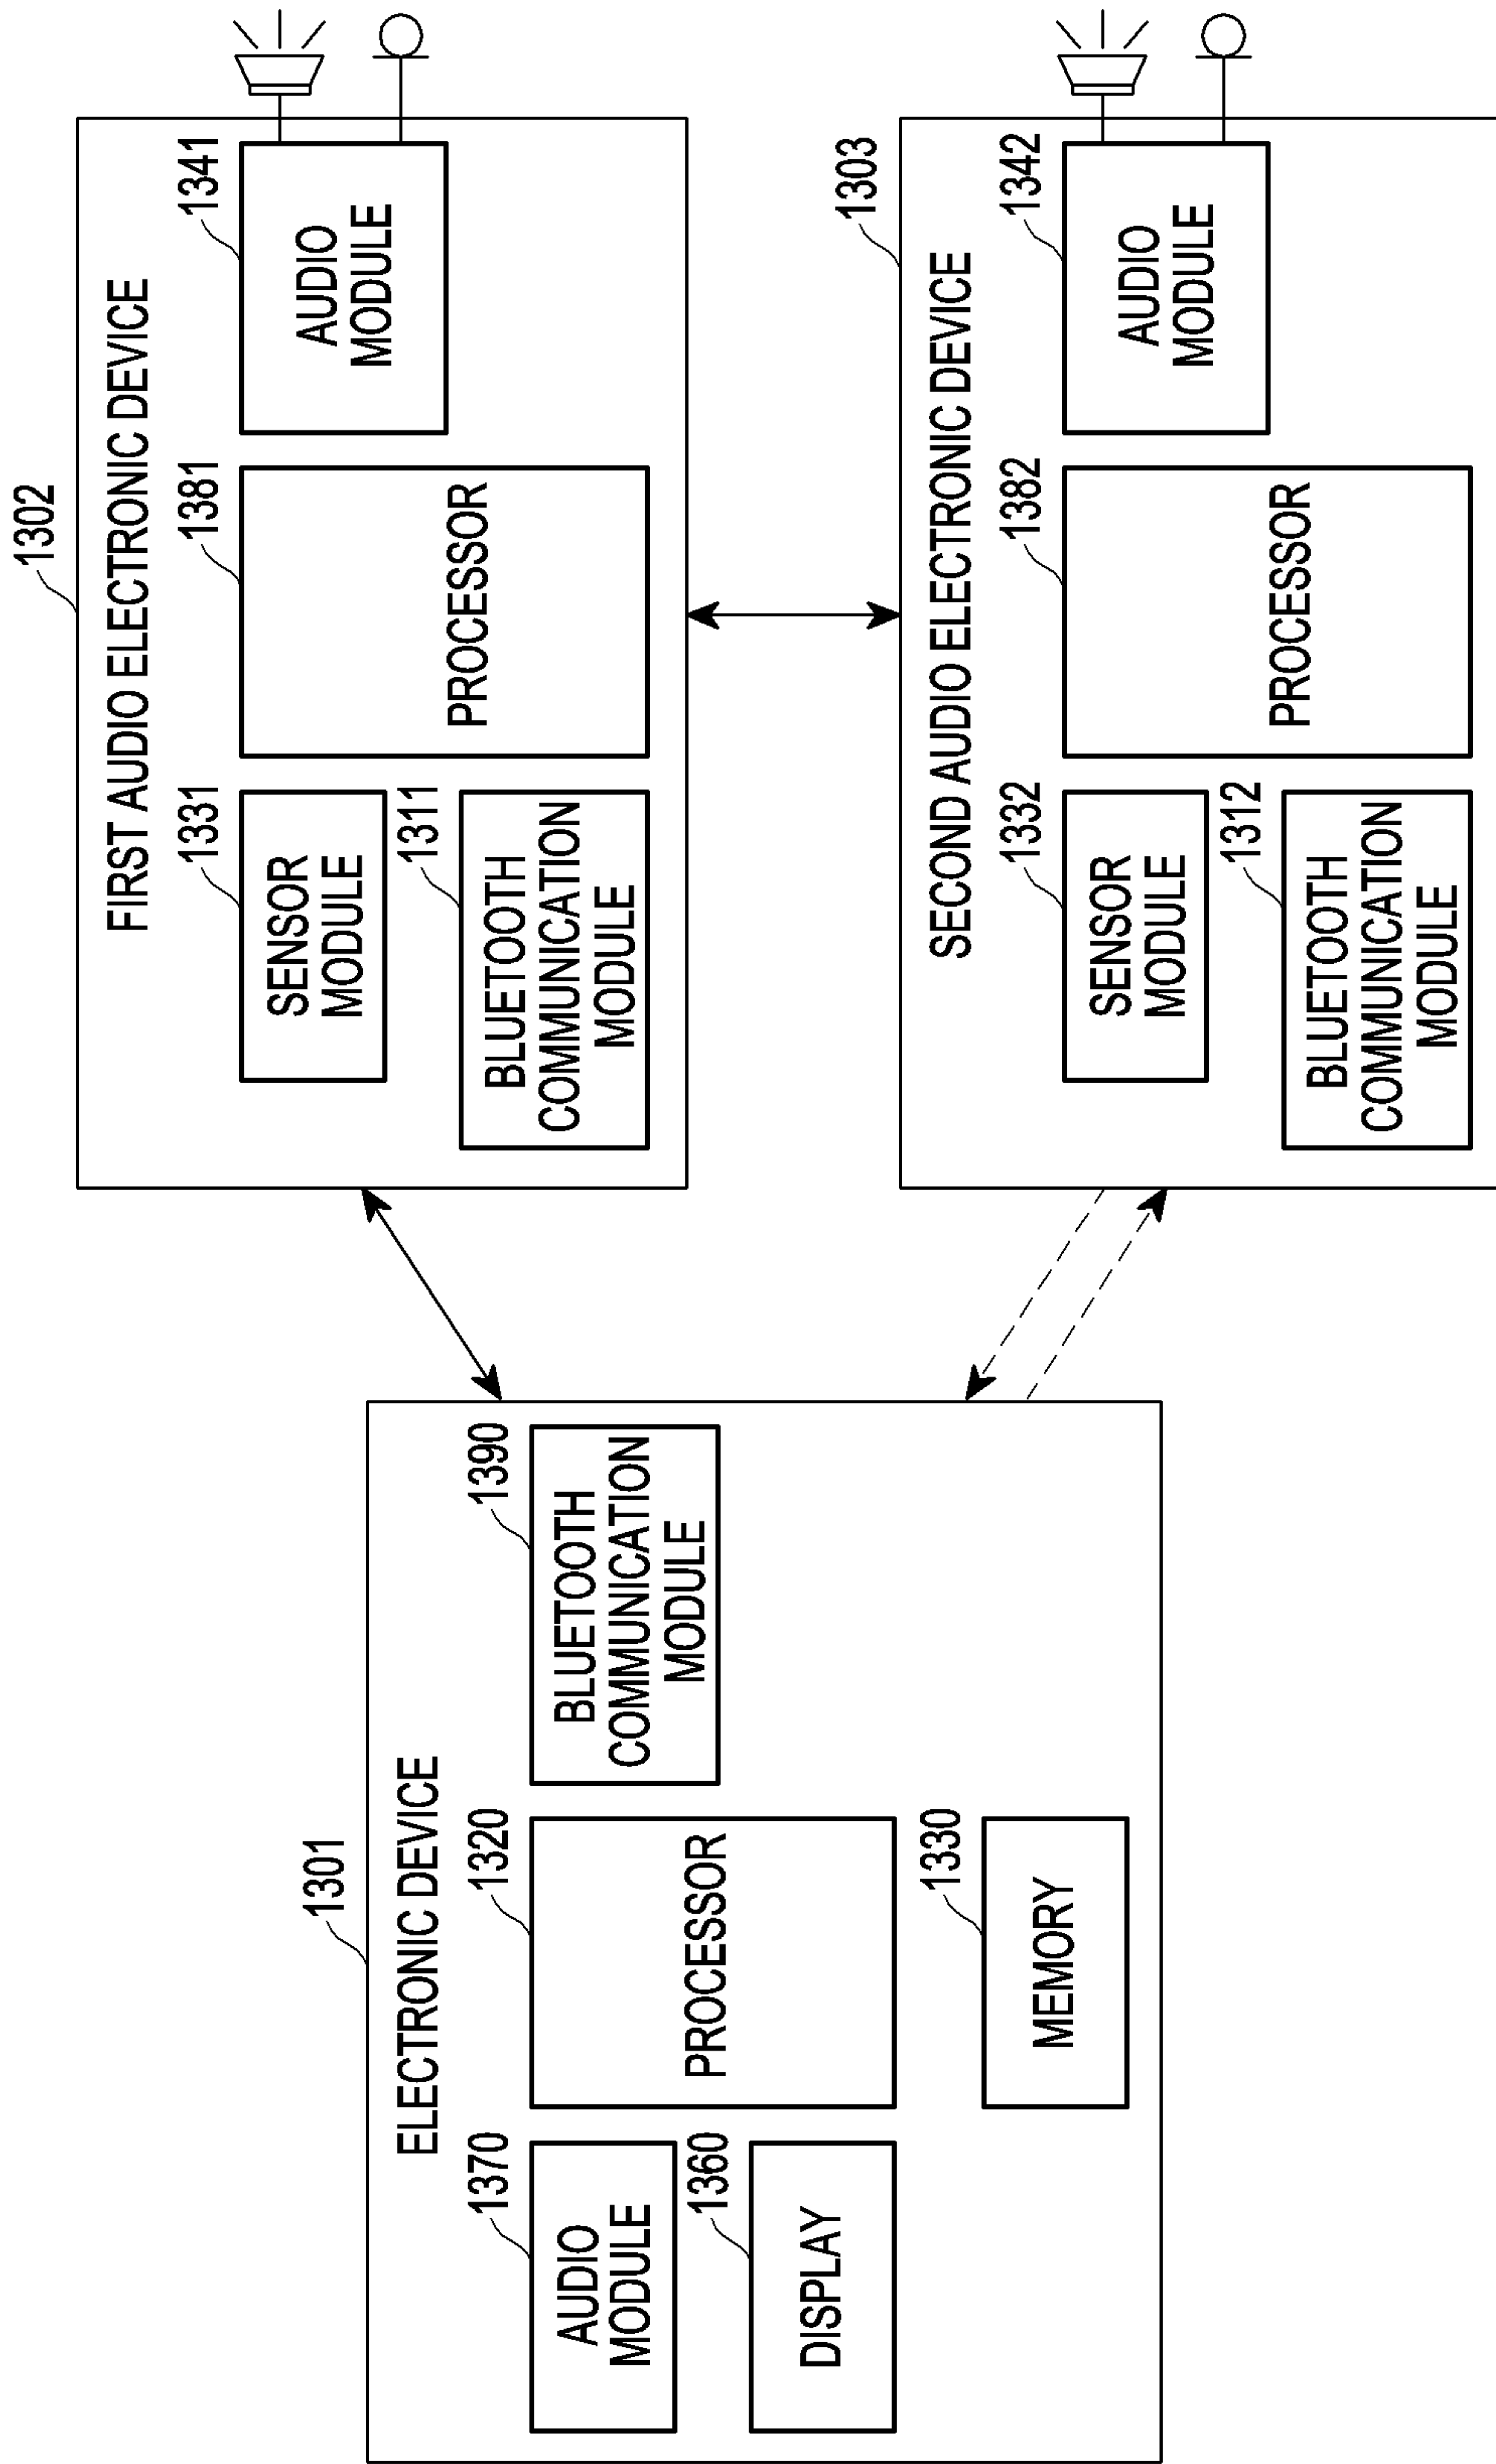 1301
ELECTRONIC DEVICE
1370
AUDIO
MODULE
1360
DISPLAY
1320
PROCESSOR
1330
MEMORY
1390
BLUETOOTH
COMMUNICATION
MODULE
1302
FIRST AUDIO ELECTRONIC DEVICE
1331
SENSOR
MODULE
1311
BLUETOOTH
COMMUNICATION
MODULE
1381
PROCESSOR
1341
AUDIO
MODULE
1303
SECOND AUDIO ELECTRONIC DEVICE
1332
SENSOR
MODULE
1312
BLUETOOTH
COMMUNICATION
MODULE
1382
PROCESSOR
1342
AUDIO
MODULE